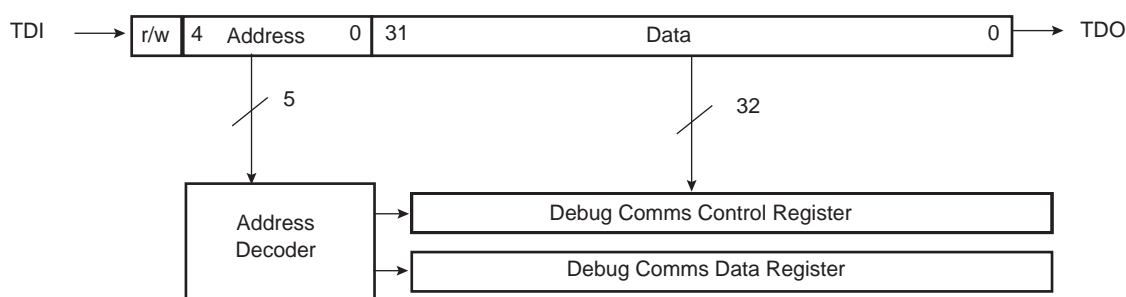 TDI r/w 4 Address 0 31 Data 0 TDO
5
32
Address
Decoder
Debug Comms Control Register
Debug Comms Data Register